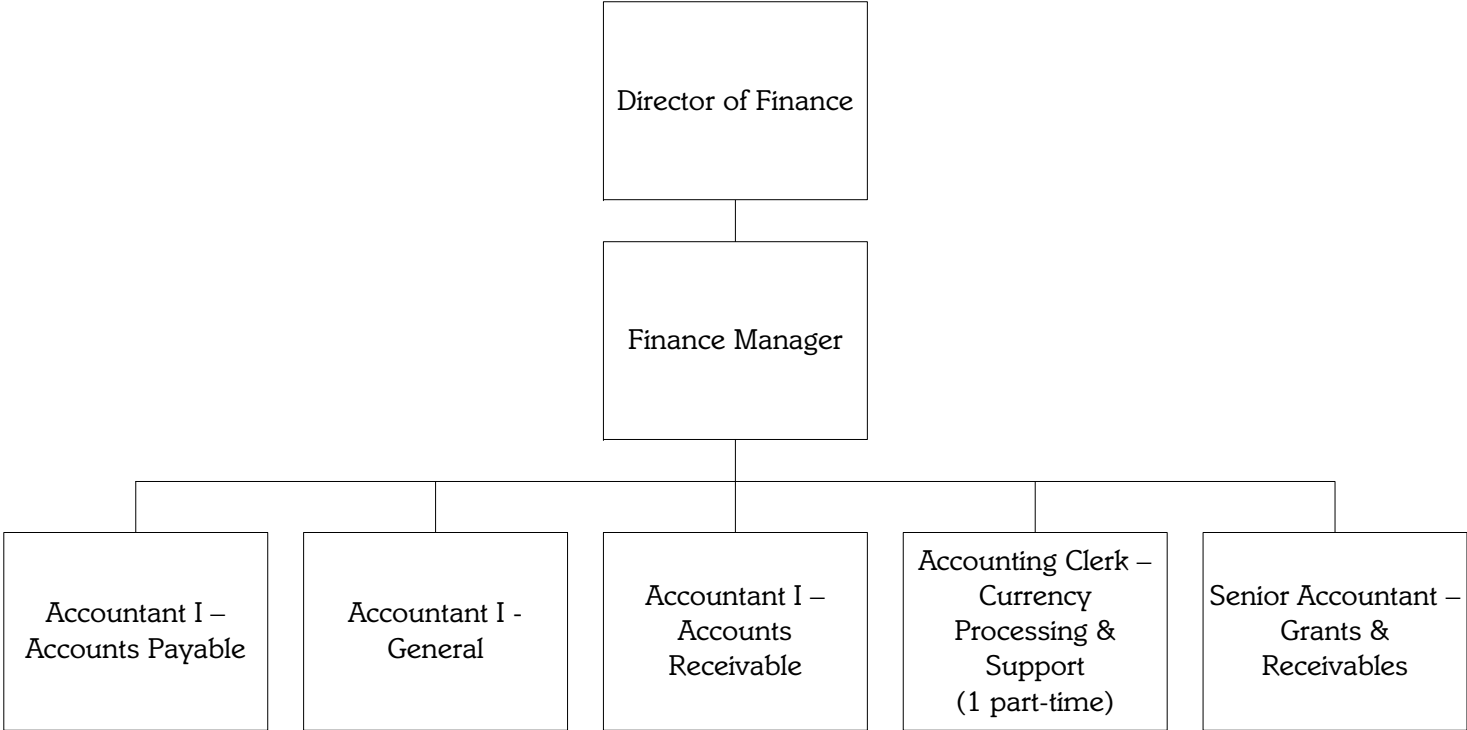 Director of Finance
Finance Manager
Accountant I –
Accounts Payable
Accountant I -
General
Accountant I –
Accounts
Receivable
Accounting Clerk –
Currency
Processing &
Support
(1 part-time)
Senior Accountant –
Grants &
Receivables